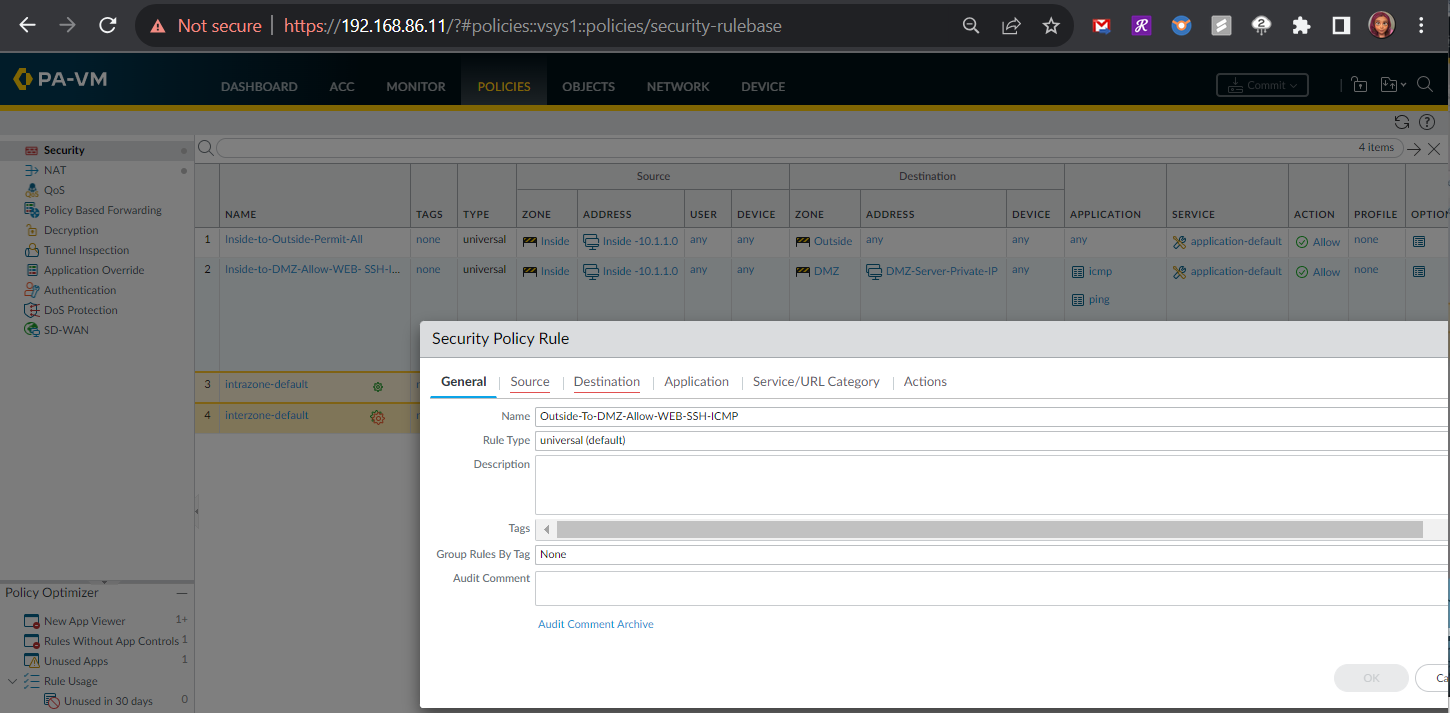 Not secure | https://192.168.86.11/?#policies::vsys1::policies/security-rulebase
PA-VM
DASHBOARD ACC MONITOR POLICIES OBJECTS NETWORK DEVICE
Commit
Security
NAT
QoS
Policy Based Forwarding
Decryption
Tunnel Inspection
Application Override
Authentication
DoS Protection
SD-WAN
4 items
Source Destination
NAME TAGS TYPE ZONE ADDRESS USER DEVICE ZONE ADDRESS DEVICE APPLICATION SERVICE ACTION PROFILE OPTION
1 Inside-to-Outside-Permit-All none universal Inside Inside -10.1.1.0 any any Outside any any any application-default Allow none
2 Inside-to-DMZ-Allow-WEB- SSH-I... none universal Inside Inside -10.1.1.0 any any DMZ DMZ-Server-Private-IP any icmp application-default Allow none
ping
3 intrazone-default
4 interzone-default
Security Policy Rule
General | Source | Destination | Application | Service/URL Category | Actions
Name Outside-To-DMZ-Allow-WEB-SSH-ICMP
Rule Type universal (default)
Description
Tags
Group Rules By Tag None
Audit Comment
Audit Comment Archive
OK Ca
Policy Optimizer
New App Viewer 1+
Rules Without App Controls 1
Unused Apps 1
Rule Usage
Unused in 30 days 0